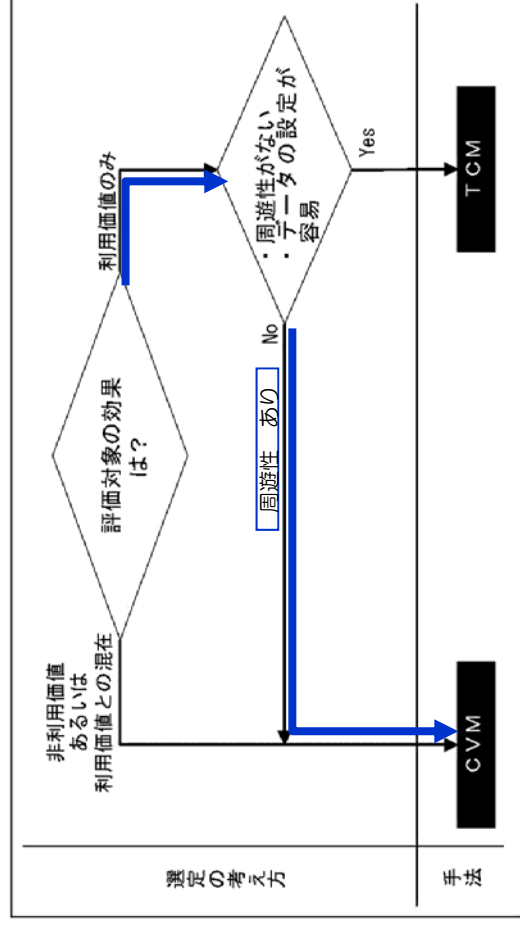 選定の考え方
評価対象の効果
は？
非利用価値
あるいは
利用価値との混在
利用価値のみ
・周遊性がない
・データの設定が
容易
No
Yes
周遊性　あり
手法
CVM
TCM